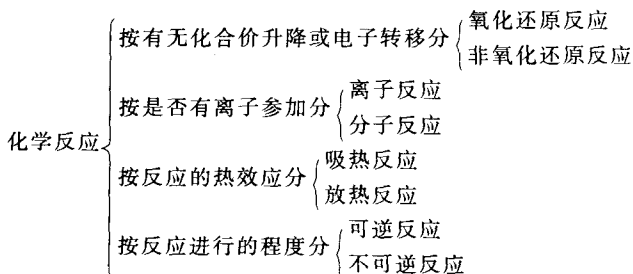 化学反应
按有无化合价升降或电子转移分
氧化还原反应
非氧化还原反应
按是否有离子参加分
离子反应
分子反应
按反应的热效应分
吸热反应
放热反应
按反应进行的程度分
可逆反应
不可逆反应